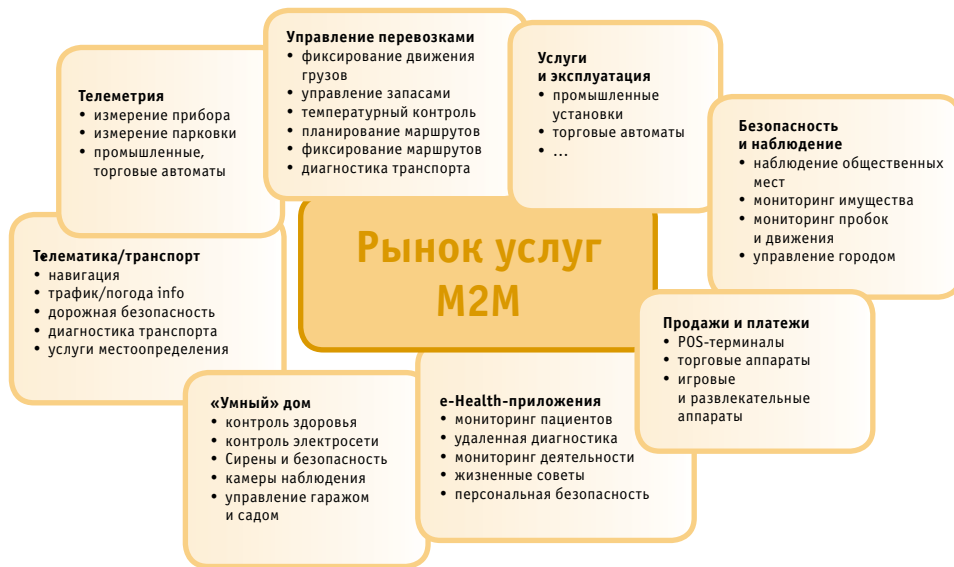 Управление перевозками
• фиксирование движения
грузов
• управление запасами
• температурный контроль
• планирование маршрутов
• фиксирование маршрутов
• диагностика транспорта
Услуги
и эксплуатация
• промышленные
установки
• торговые автоматы
• ...
Телеметрия
• измерение прибора
• измерение парковки
• промышленные,
торговые автоматы
Безопасность
и наблюдение
• наблюдение общественных
мест
• мониторинг имущества
• мониторинг пробок
и движения
• управление городом
Рынок услуг
M2M
Телематика/транспорт
• навигация
• трафик/погода info
• дорожная безопасность
• диагностика транспорта
• услуги местоопределения
Продажи и платежи
• POS-терминалы
• торговые аппараты
• игровые
и развлекательные
аппараты
«Умный» дом
• контроль здоровья
• контроль электросети
• Сирены и безопасность
• камеры наблюдения
• управление гаражом
и садом
e-Health-приложения
• мониторинг пациентов
• удаленная диагностика
• мониторинг деятельности
• жизненные советы
• персональная безопасность